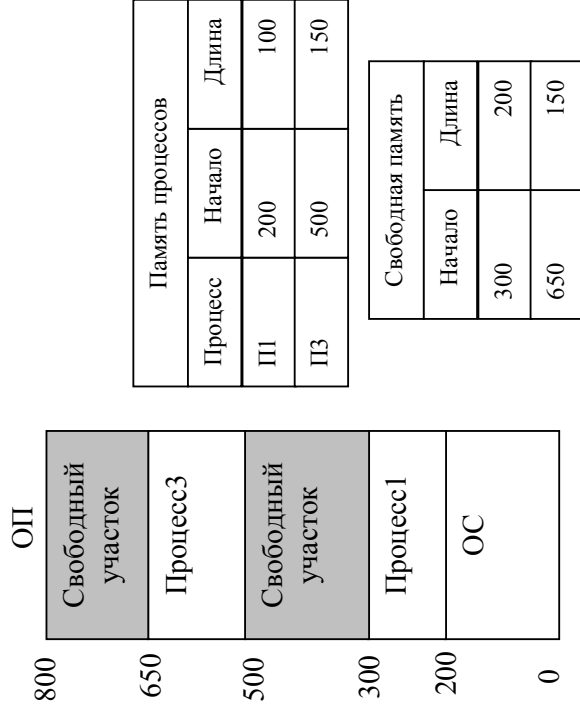 ОП
800
Свободный
участок
650
Процесс3
500
Свободный
участок
300
Процесс1
200
ОС
0
Память процессов
Процесс Начало Длина
П1 200 100
П3 500 150
Свободная память
Начало Длина
300 200
650 150